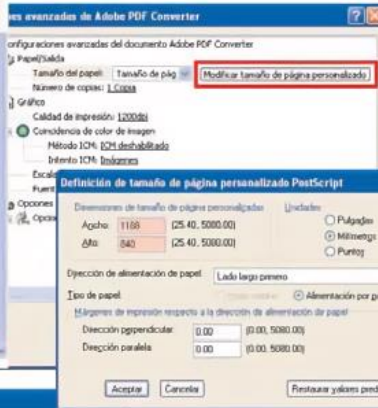 es avanzadas de Adobe PDF Converter
onfiguraciones avanzadas del documento Adobe PDF Converter
Papel/Salida
Tamaño del papel: Tamaño de pág Modificar tamaño de página personalizado
Número de copias: 1 Copia
Gráfico
Calidad de impresión: 1200dpi
Coincidencia de color de imagen
Método ICM: ICM deshabilitado
Intento ICM: Imágenes
Escala
Fuent
Opciones
Opcio
Definición de tamaño de página personalizado PostScript
Dimensiones de tamaño de página personalizadas Unidades
Ancho: 1188 (25.40, 5080.00) Pulgadas
Alto: 840 (25.40, 5080.00) Milímetros
Puntos
Dirección de alimentación de papel: Lado largo primero
Tipo de papel: Alimentación por p
Márgenes de impresión respecto a la dirección de alimentación de papel
Dirección perpendicular: 0.00 (0.00, 5080.00)
Dirección paralela: 0.00 (0.00, 5080.00)
Aceptar Cancelar Restaurar valores pred